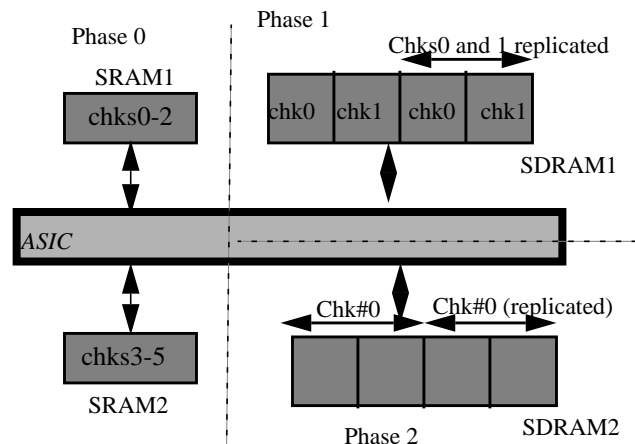 Phase 0
Phase 1
Chks0 and 1 replicated
SRAM1
chks0-2
chk0
chk1
chk0
chk1
SDRAM1
ASIC
Chk#0
Chk#0 (replicated)
chks3-5
SRAM2
Phase 2
SDRAM2